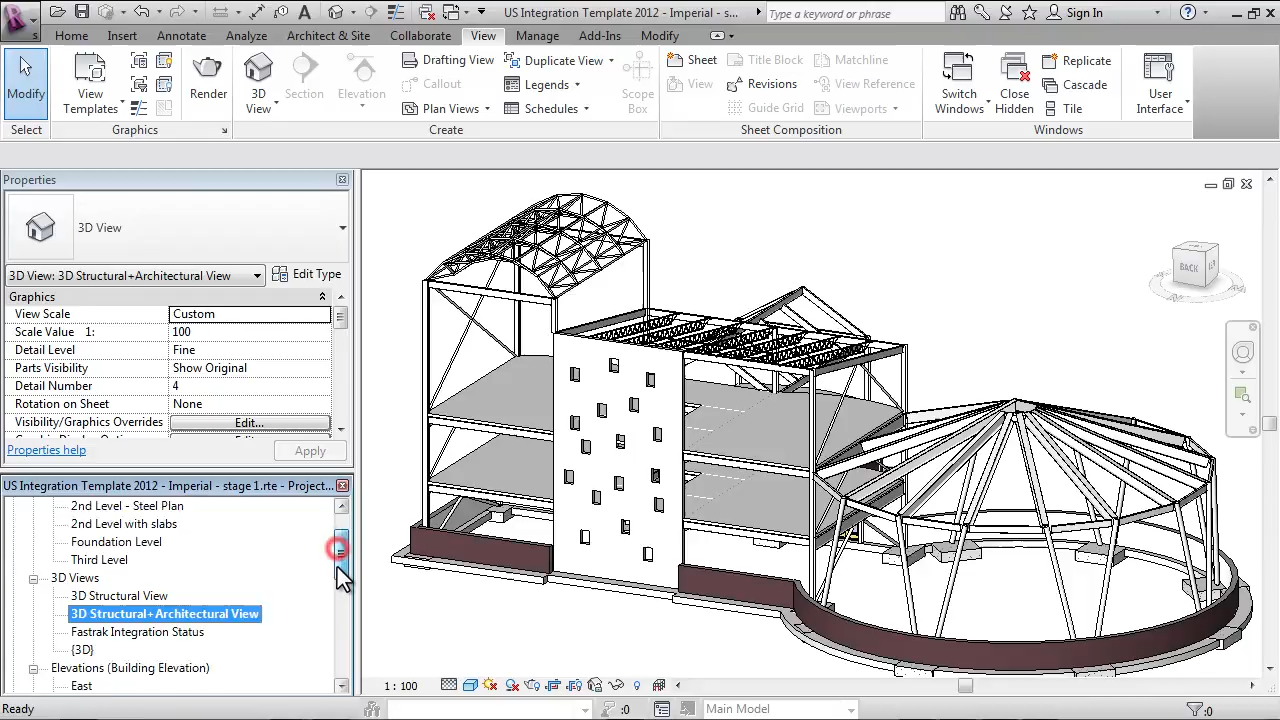 US Integration Template 2012 - Imperial - s...
Type a keyword or phrase
Sign In
Home Insert Annotate Analyze Architect & Site Collaborate View Manage Add-Ins Modify
Modify
View Templates
Render
3D View
Section
Elevation
Drafting View
Callout
Plan Views
Duplicate View
Legends
Schedules
Scope Box
Sheet
View
Title Block
Revisions
Guide Grid
Matchline
View Reference
Viewports
Switch Windows
Close Hidden
Replicate
Cascade
Tile
User Interface
Select Graphics Create Sheet Composition Windows
Properties
3D View
3D View: 3D Structural+Architectural View
Edit Type
Graphics
View Scale Custom
Scale Value 1: 100
Detail Level Fine
Parts Visibility Show Original
Detail Number 4
Rotation on Sheet None
Visibility/Graphics Overrides Edit...
Properties help
Apply
US Integration Template 2012 - Imperial - stage 1.rte - Project...
2nd Level - Steel Plan
2nd Level with slabs
Foundation Level
Third Level
3D Views
3D Structural View
3D Structural+Architectural View
Fastrak Integration Status
{3D}
Elevations (Building Elevation)
East
BACK
1 : 100
Ready
:0
Main Model
:0